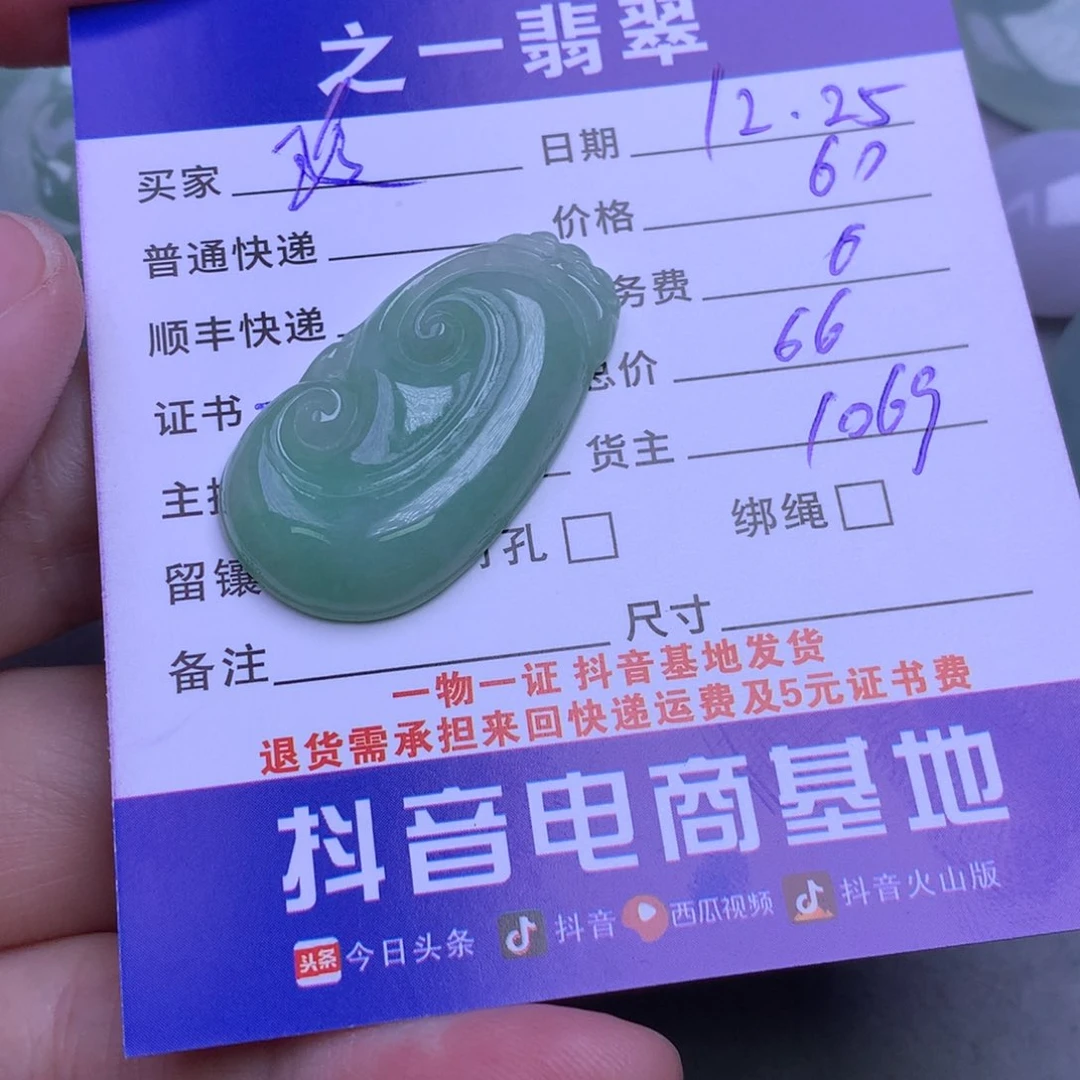 之一翡翠
买家 日期 12.25
普通快递 价格 60
顺丰快递 务费 6
证书 总价 66
主 货主 1069
留镶 孔 绑绳
备注 尺寸
一物一证 抖音基地发货
退货需承担来回快递运费及5元证书费
抖音电商基地
头条 今日头条 抖音 西瓜视频 抖音火山版